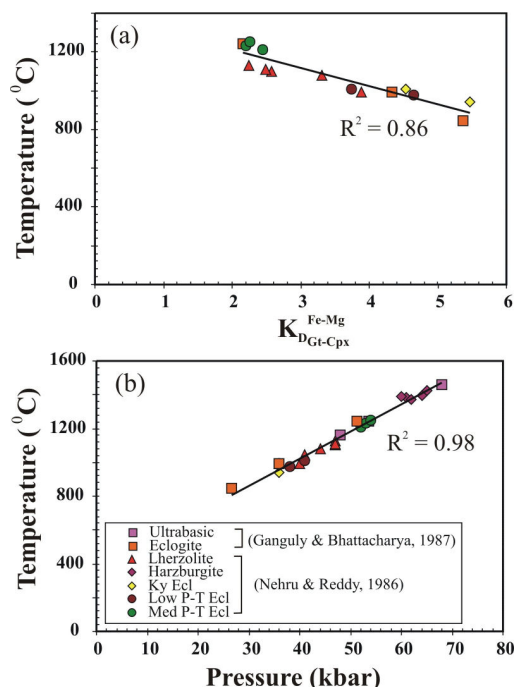 (a)
1200
800
400
0
Temperature ( ⁰C)
R² = 0.86
0 1 2 3 4 5 6
K_D Gt-Cpx ^Fe-Mg
(b)
1600
1200
800
400
0
Temperature ( ⁰C)
R² = 0.98
Ultrabasic
Eclogite
(Ganguly & Bhattacharya, 1987)
Lherzolite
Harzburgite
Ky Ecl
Low P-T Ecl
Med P-T Ecl
(Nehru & Reddy, 1986)
0 10 20 30 40 50 60 70 80
Pressure (kbar)